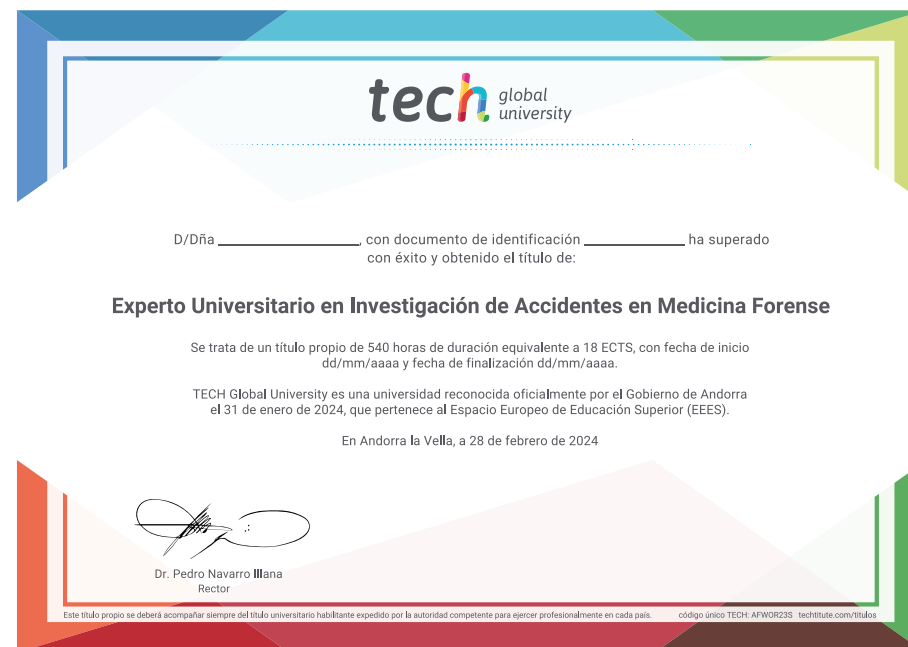 tech global
university
D/Dña ________________, con documento de identificación ____________ ha superado
con éxito y obtenido el título de:
Experto Universitario en Investigación de Accidentes en Medicina Forense
Se trata de un título propio de 540 horas de duración equivalente a 18 ECTS, con fecha de inicio
dd/mm/aaaa y fecha de finalización dd/mm/aaaa.
TECH Global University es una universidad reconocida oficialmente por el Gobierno de Andorra
el 31 de enero de 2024, que pertenece al Espacio Europeo de Educación Superior (EEES).
En Andorra la Vella, a 28 de febrero de 2024
Dr. Pedro Navarro Illana
Rector
Este título propio se deberá acompañar siempre del título universitario habilitante expedido por la autoridad competente para ejercer profesionalmente en cada país. código único TECH: AFWOR23S techtitute.com/titulos